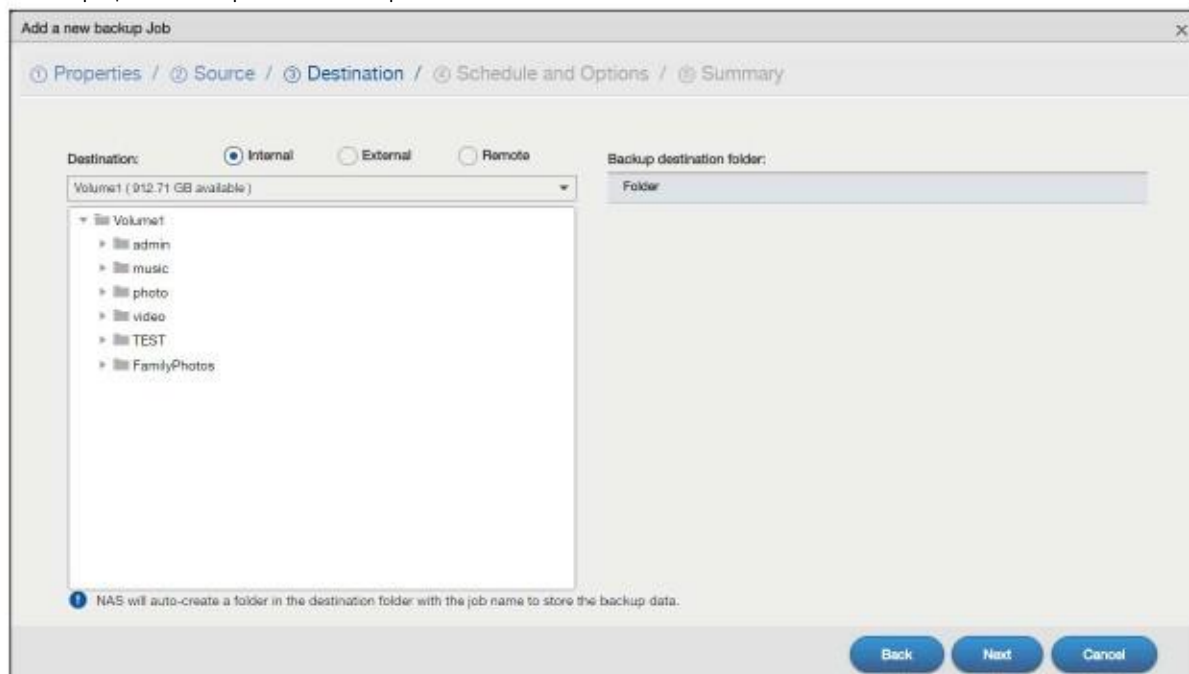 Add a new backup Job
① Properties / ② Source / ③ Destination / ④ Schedule and Options / ⑤ Summary
Destination: Internal External Remote
Backup destination folder:
Volume1 ( 912.71 GB available )
Folder
Volume1
admin
music
photo
video
TEST
FamilyPhotos
NAS will auto-create a folder in the destination folder with the job name to store the backup data.
Back Next Cancel